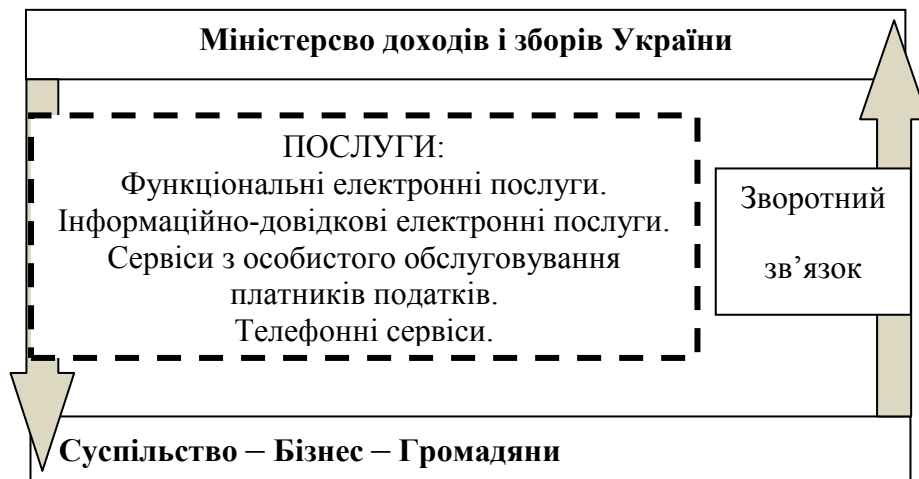 Міністерсво доходів і зборів України
ПОСЛУГИ:
Функціональні електронні послуги.
Інформаційно-довідкові електронні послуги.
Сервіси з особистого обслуговування
платників податків.
Телефонні сервіси.
Зворотний
зв’язок
Суспільство – Бізнес – Громадяни